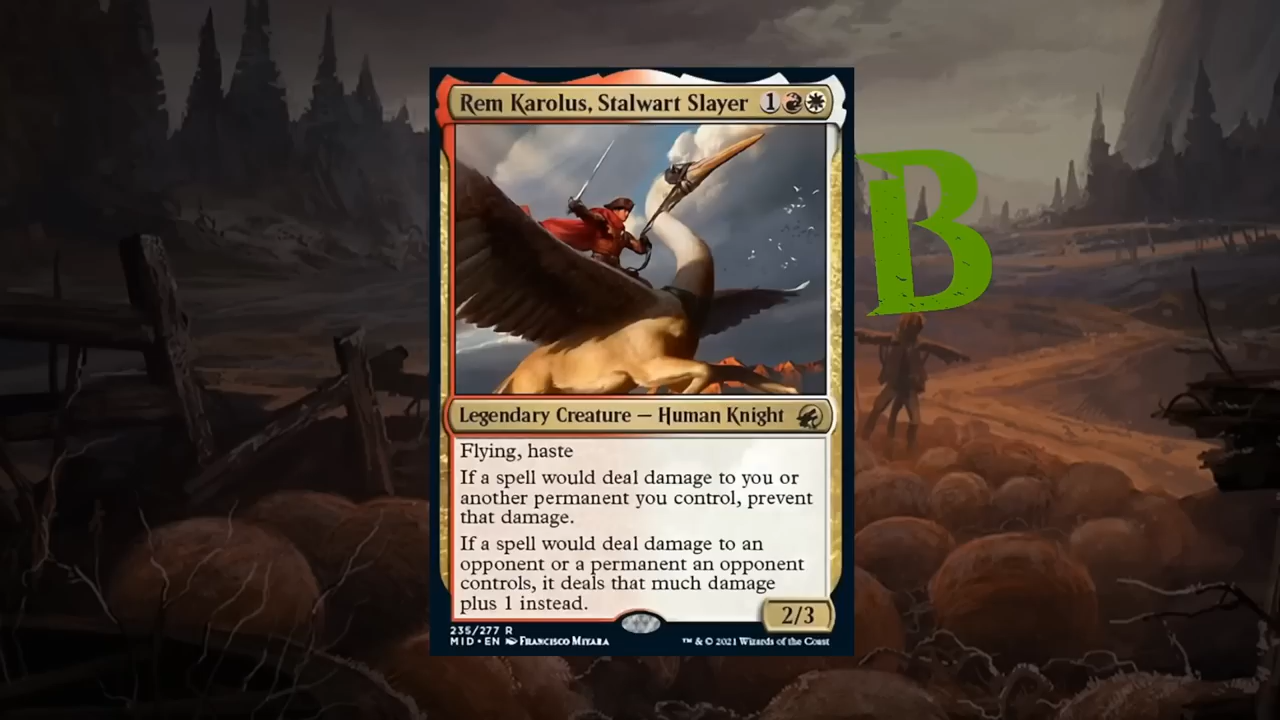 Rem Karolus, Stalwart Slayer 1
B
Legendary Creature — Human Knight
Flying, haste
If a spell would deal damage to you or
another permanent you control, prevent
that damage.
If a spell would deal damage to an
opponent or a permanent an opponent
controls, it deals that much damage
plus 1 instead.
2/3
235/277 R
MID • EN Francisco Miyara
™ & © 2021 Wizards of the Coast